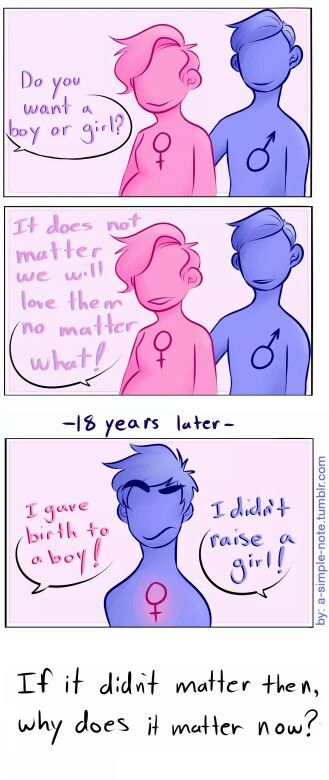 Do you
want a
boy or girl?
It does not
matter
we will
love them
no matter
what!
-18 years later-
I gave
birth to
a boy!
I didn't
raise a
girl!
by: a-simple-note.tumblr.com
If it didn't matter then,
why does it matter now?